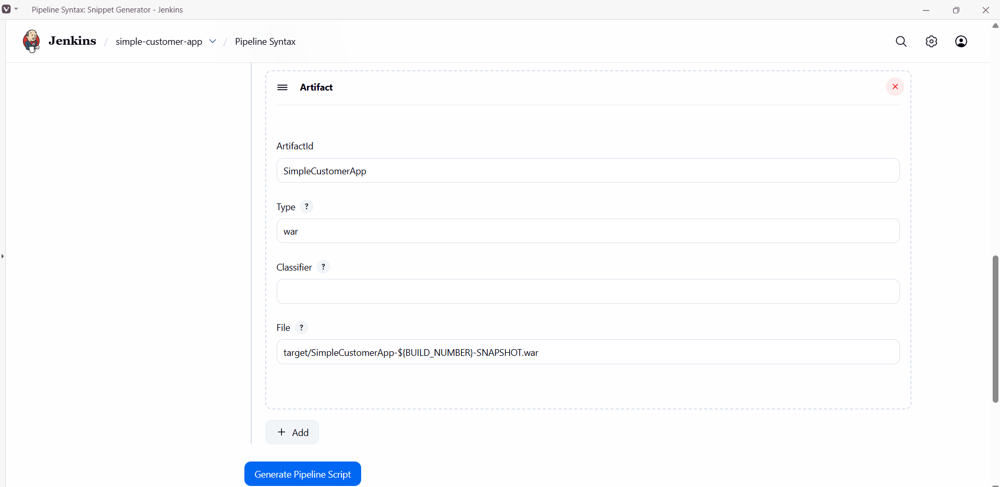 Pipeline Syntax: Snippet Generator - Jenkins
Jenkins / simple-customer-app / Pipeline Syntax
Artifact
ArtifactId
SimpleCustomerApp
Type ?
war
Classifier ?
File ?
target/SimpleCustomerApp-${BUILD_NUMBER}-SNAPSHOT.war
+ Add
Generate Pipeline Script